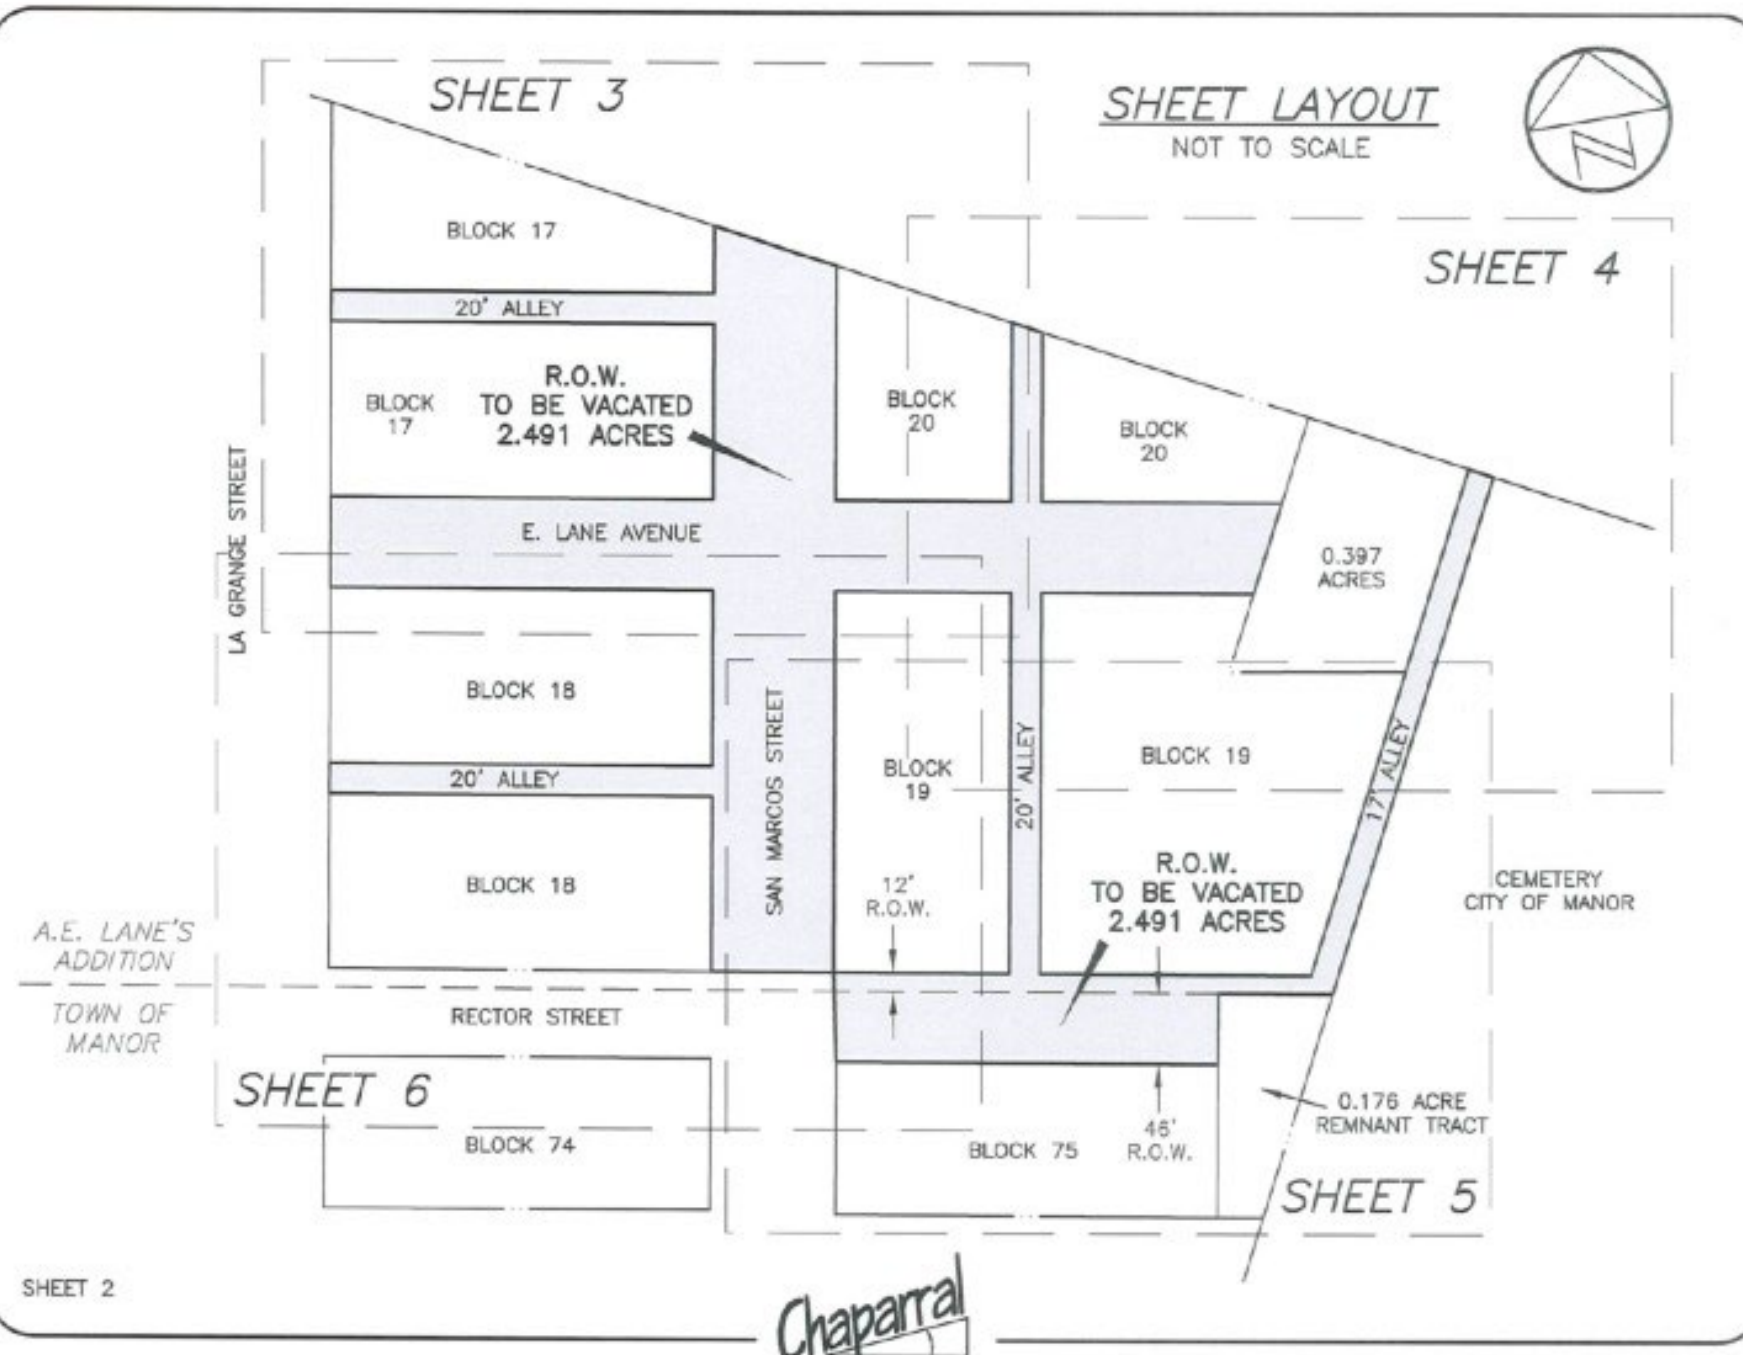 SHEET 3
SHEET LAYOUT
NOT TO SCALE
N
SHEET 4
BLOCK 17
20' ALLEY
R.O.W.
TO BE VACATED
2.491 ACRES
BLOCK
17
BLOCK
20
BLOCK
20
LA GRANGE STREET
E. LANE AVENUE
0.397
ACRES
BLOCK 18
SAN MARCOS STREET
BLOCK
19
20' ALLEY
BLOCK 19
17' ALLEY
20' ALLEY
BLOCK 18
12'
R.O.W.
R.O.W.
TO BE VACATED
2.491 ACRES
CEMETERY
CITY OF MANOR
A.E. LANE'S
ADDITION
TOWN OF
MANOR
RECTOR STREET
SHEET 6
BLOCK 74
BLOCK 75
46'
R.O.W.
0.176 ACRE
REMNANT TRACT
SHEET 5
SHEET 2
Chaparral